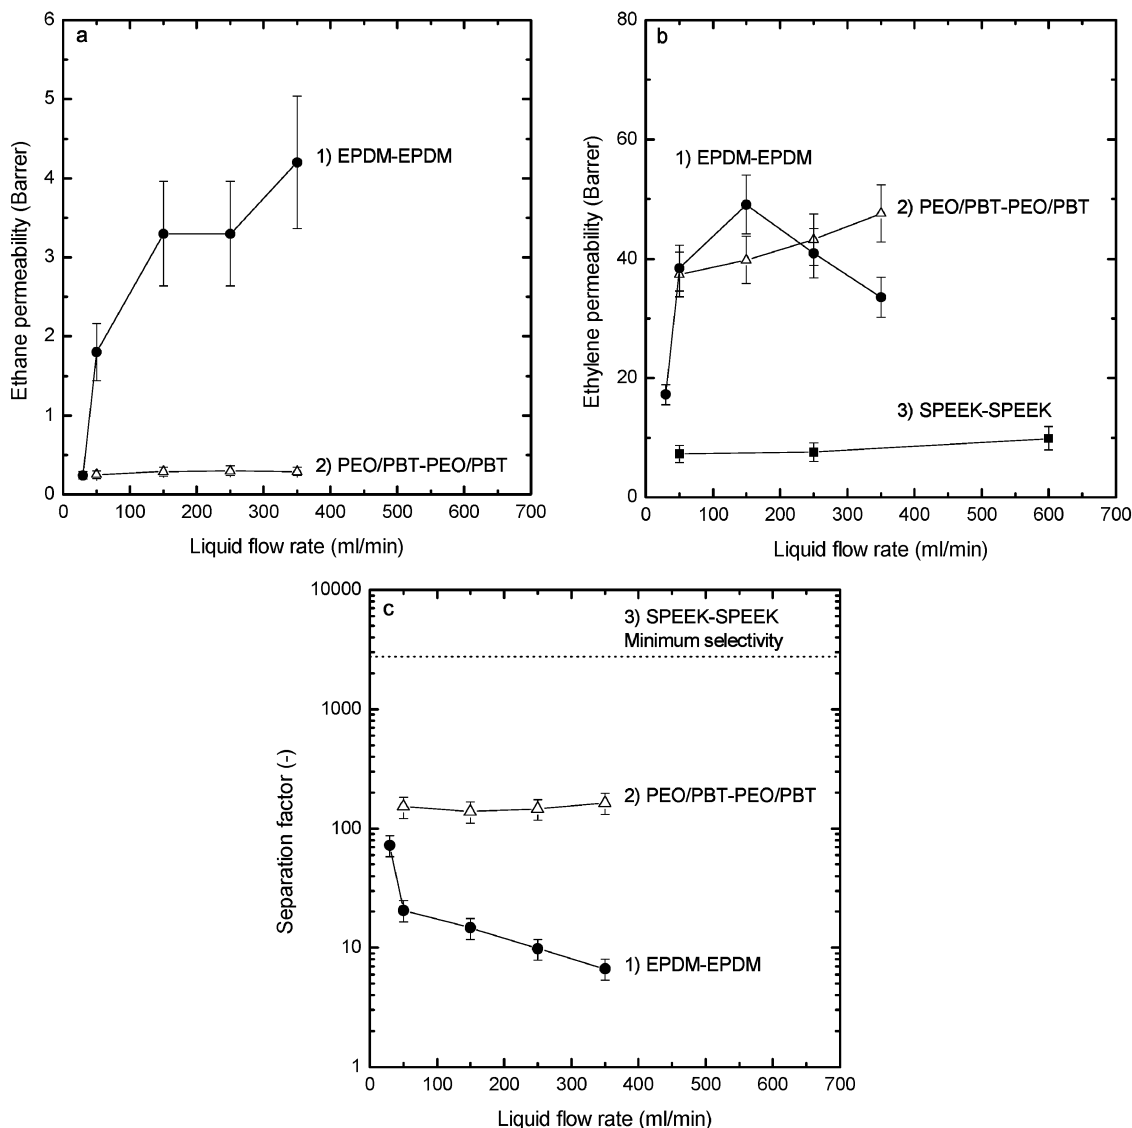 a
6
5
4
3
2
1
0
Ethane permeability (Barrer)
1) EPDM-EPDM
2) PEO/PBT-PEO/PBT
0 100 200 300 400 500 600 700
Liquid flow rate (ml/min)
b
80
60
40
20
0
Ethylene permeability (Barrer)
1) EPDM-EPDM
2) PEO/PBT-PEO/PBT
3) SPEEK-SPEEK
0 100 200 300 400 500 600 700
Liquid flow rate (ml/min)
c
10000
1000
100
10
1
Separation factor (-)
3) SPEEK-SPEEK
Minimum selectivity
2) PEO/PBT-PEO/PBT
1) EPDM-EPDM
0 100 200 300 400 500 600 700
Liquid flow rate (ml/min)